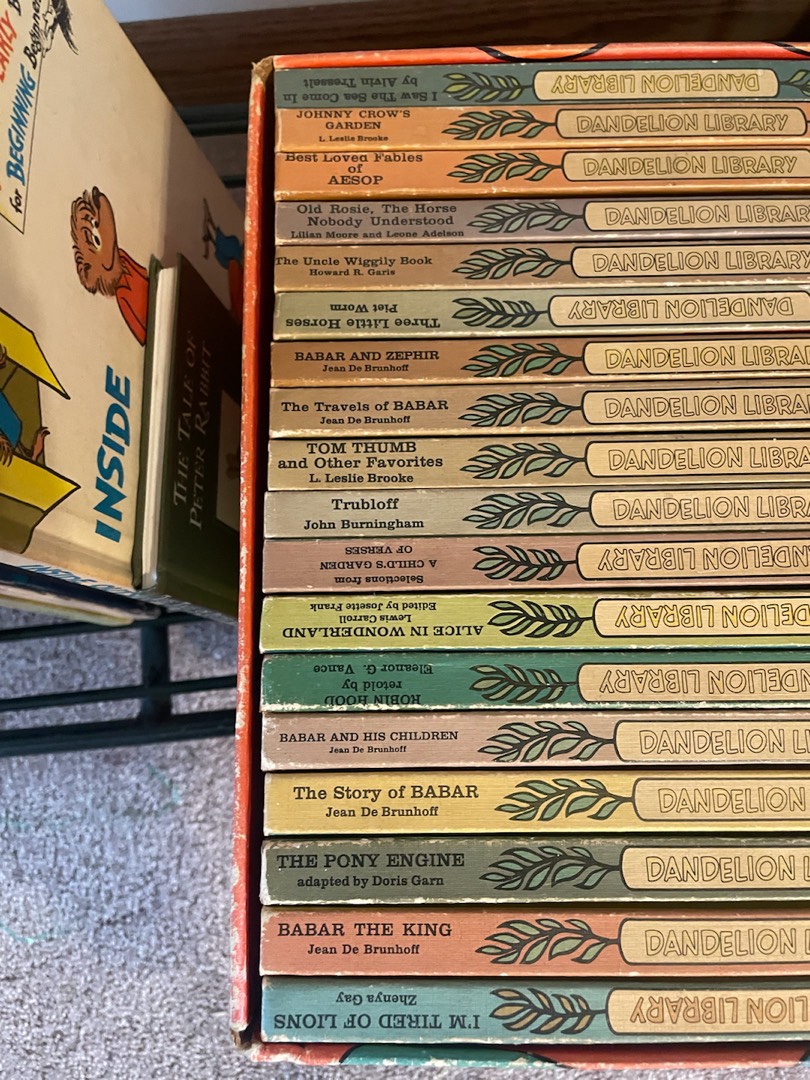 EARLY
for BEGINNING Beginners
INSIDE
THE TALE OF
PETER RABBIT
I Saw The Sea Come In
by Alvin Tresselt
DANDELION LIBRARY
JOHNNY CROW'S
GARDEN
L. Leslie Brooke
DANDELION LIBRARY
Best Loved Fables
of
AESOP
DANDELION LIBRARY
Old Rosie, The Horse
Nobody Understood
Lilian Moore and Leone Adelson
DANDELION LIBRAR
The Uncle Wiggily Book
Howard R. Garis
DANDELION LIBRARY
Three Little Horses
Piet Worm
DANDELION LIBRARY
BABAR AND ZEPHIR
Jean De Brunhoff
DANDELION LIBRA
The Travels of BABAR
Jean De Brunhoff
DANDELION LIBRA
TOM THUMB
and Other Favorites
L. Leslie Brooke
DANDELION LIBRA
Trubloff
John Burningham
DANDELION LIBRA
Selections from
A CHILD'S GARDEN
OF VERSES
DANDELION LIBRARY
ALICE IN WONDERLAND
Lewis Carroll
Edited by Josette Frank
DELION LIBRARY
ROBIN HOOD
retold by
Eleanor G. Vance
NDELION LIBRARY
BABAR AND HIS CHILDREN
Jean De Brunhoff
DANDELION LI
The Story of BABAR
Jean De Brunhoff
DANDELION
THE PONY ENGINE
adapted by Doris Garn
DANDELION L
BABAR THE KING
Jean De Brunhoff
DANDELION
I'M TIRED OF LIONS
Zhenya Gay
LION LIBRARY